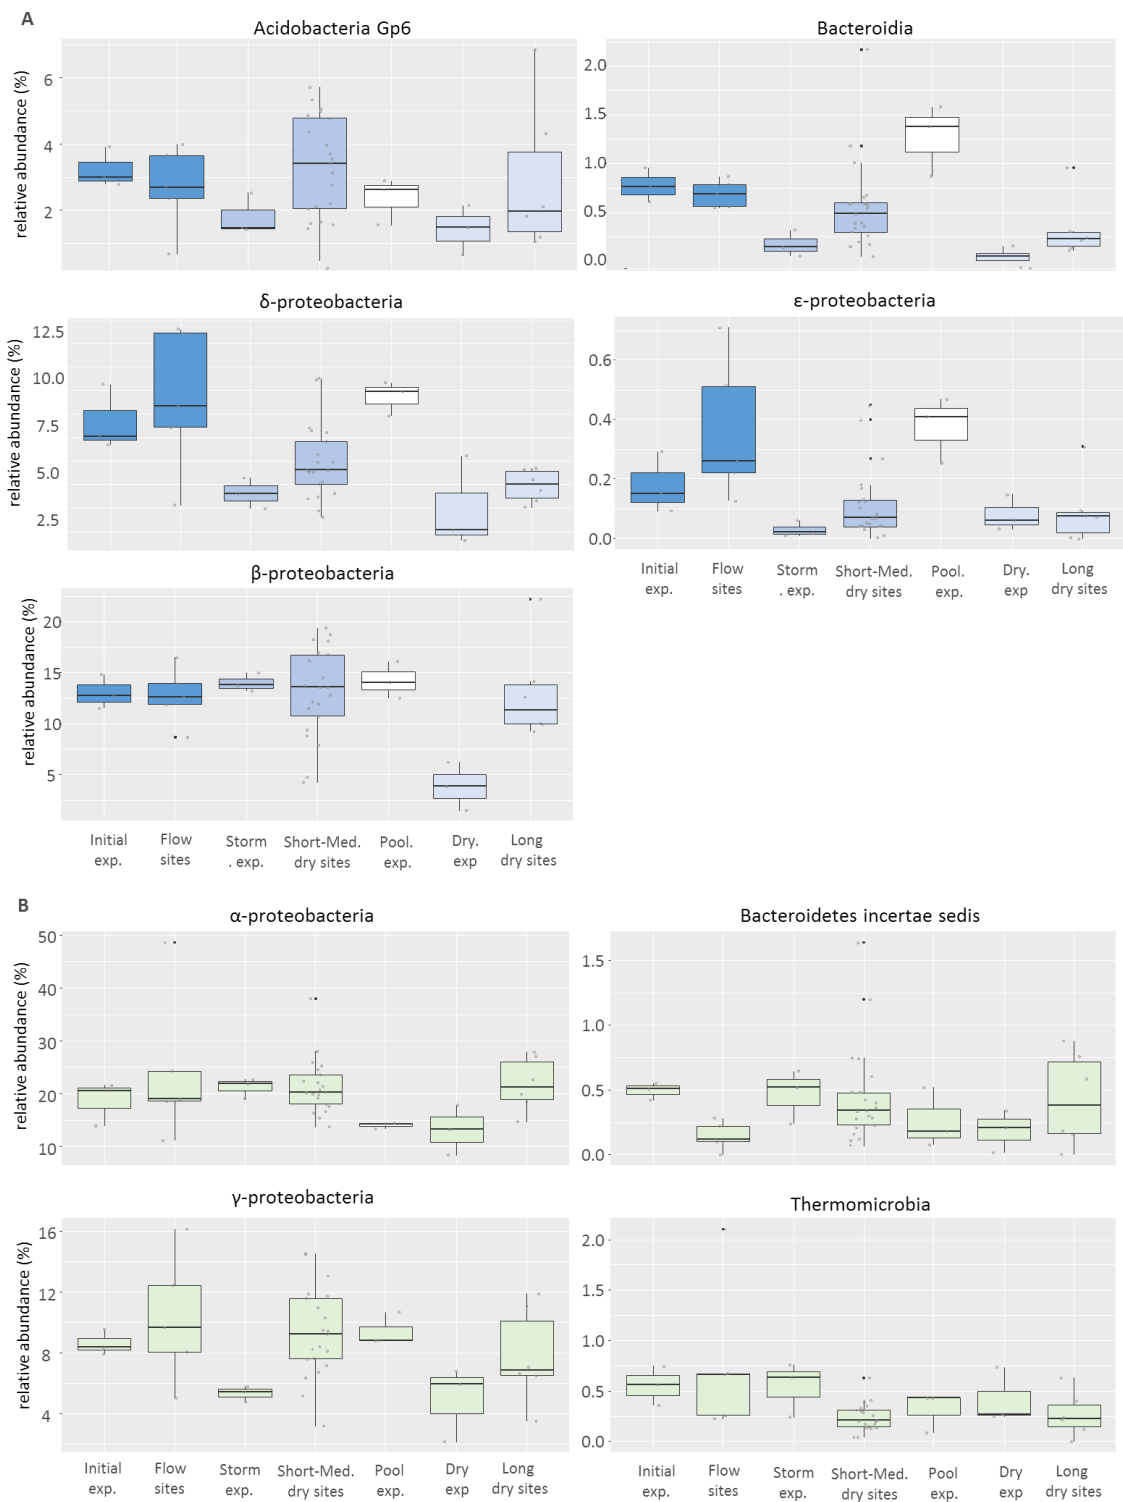 A
Acidobacteria Gp6
Bacteroidia
relative abundance (%)
6
4
2
2.0
1.5
1.0
0.5
0.0
δ-proteobacteria
ε-proteobacteria
relative abundance (%)
12.5
10.0
7.5
5.0
2.5
0.6
0.4
0.2
0.0
Initial exp.
Flow sites
Storm . exp.
Short-Med. dry sites
Pool. exp.
Dry. exp
Long dry sites
β-proteobacteria
relative abundance (%)
20
15
10
5
Initial exp.
Flow sites
Storm . exp.
Short-Med. dry sites
Pool. exp.
Dry. exp
Long dry sites
B
α-proteobacteria
Bacteroidetes incertae sedis
relative abundance (%)
50
40
30
20
10
1.5
1.0
0.5
0.0
γ-proteobacteria
Thermomicrobia
relative abundance (%)
16
12
8
4
2.0
1.5
1.0
0.5
0.0
Initial exp.
Flow sites
Storm exp.
Short-Med. dry sites
Pool exp.
Dry exp
Long dry sites
Initial exp.
Flow sites
Storm exp.
Short-Med. dry sites
Pool exp.
Dry exp
Long dry sites